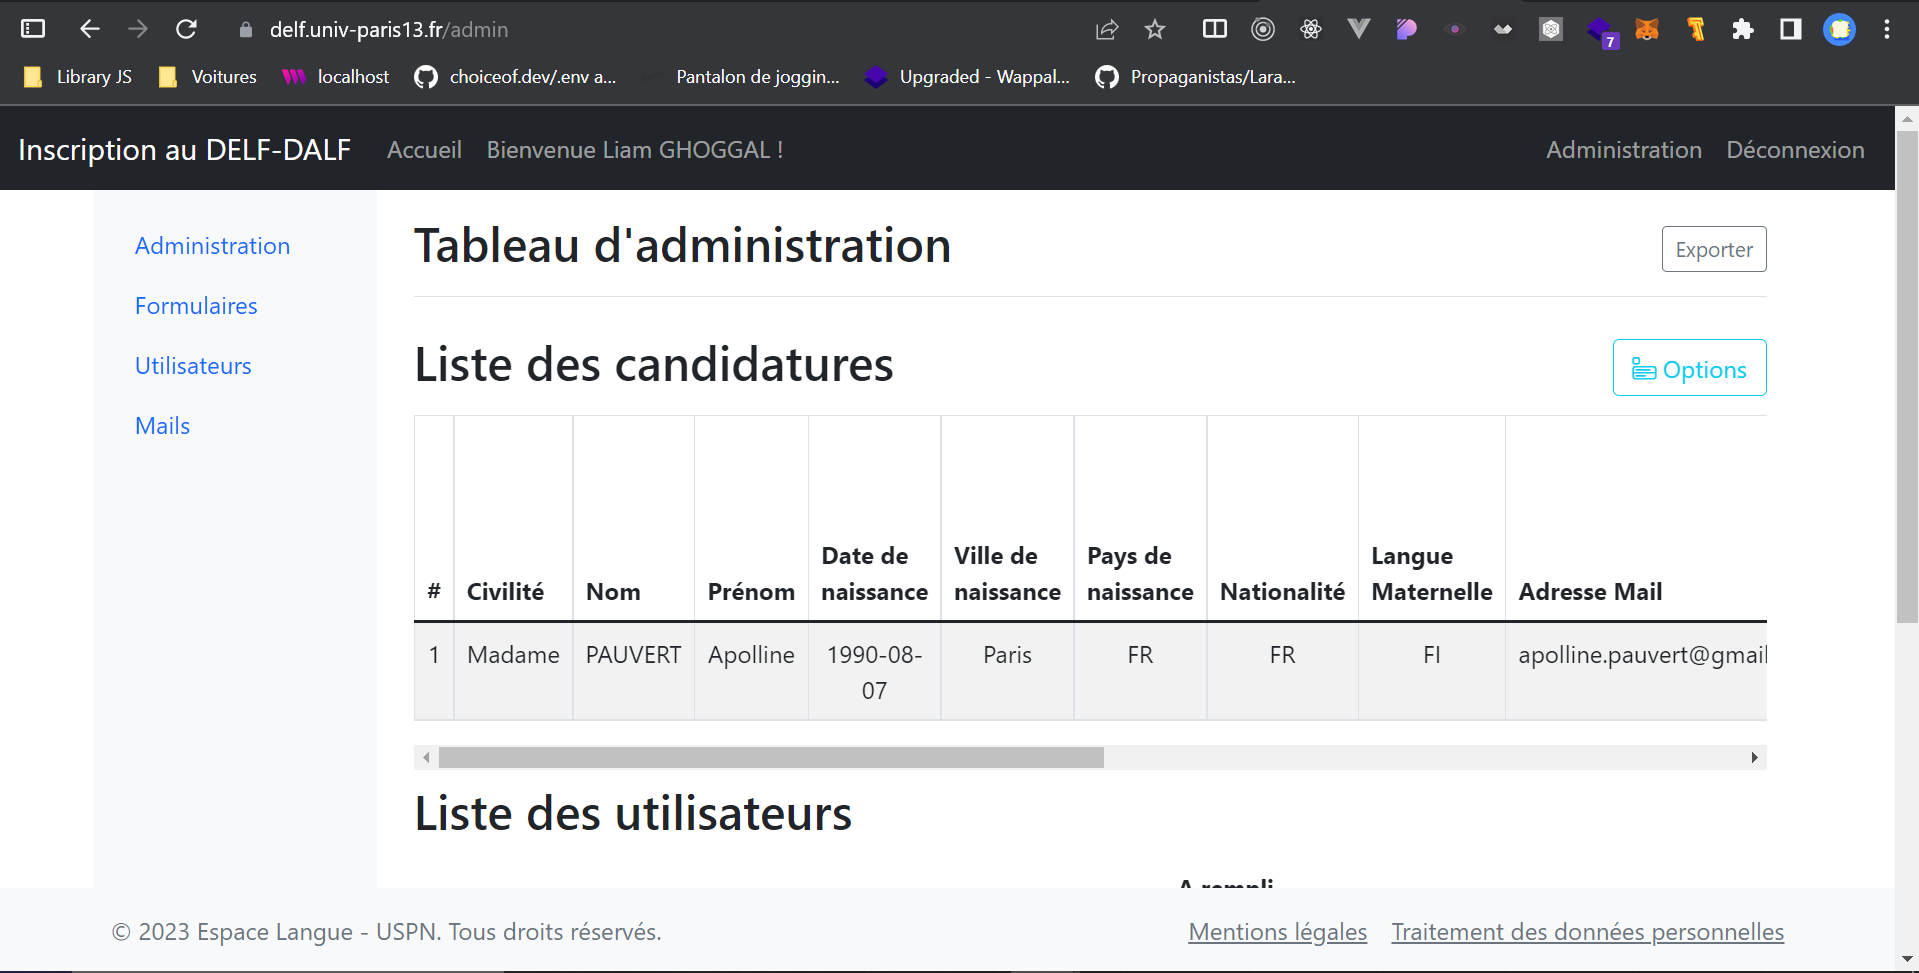 delf.univ-paris13.fr/admin
7
Library JS
Voitures
localhost
choiceof.dev/.env a...
Pantalon de joggin...
Upgraded - Wappal...
Propaganistas/Lara...
Inscription au DELF-DALF
Accueil
Bienvenue Liam GHOGGAL !
Administration
Déconnexion
Administration
Formulaires
Utilisateurs
Mails
Tableau d'administration
Exporter
Liste des candidatures
Options
#
Civilité
Nom
Prénom
Date de
naissance
Ville de
naissance
Pays de
naissance
Nationalité
Langue
Maternelle
Adresse Mail
1
Madame
PAUVERT
Apolline
1990-08-
07
Paris
FR
FR
FI
apolline.pauvert@gmail
Liste des utilisateurs
A rempli
© 2023 Espace Langue - USPN. Tous droits réservés.
Mentions légales
Traitement des données personnelles